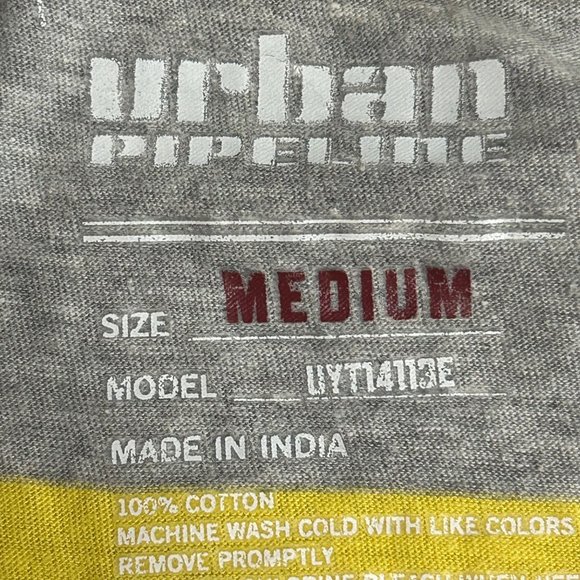 urban
PIPELINE
SIZE MEDIUM
MODEL UYT14113E
MADE IN INDIA
100% COTTON
MACHINE WASH COLD WITH LIKE COLORS
REMOVE PROMPTLY